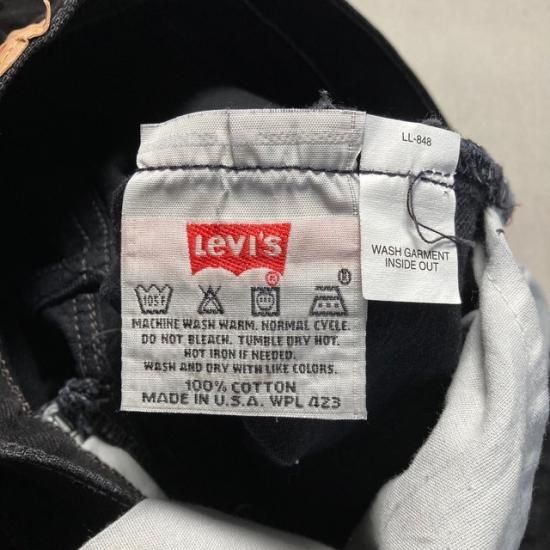 LL-848
WASH GARMENT
INSIDE OUT
LEVI'S
®
105F
MACHINE WASH WARM. NORMAL CYCLE.
DO NOT BLEACH. TUMBLE DRY HOT.
HOT IRON IF NEEDED.
WASH AND DRY WITH LIKE COLORS.
100% COTTON
MADE IN U.S.A. WPL 423